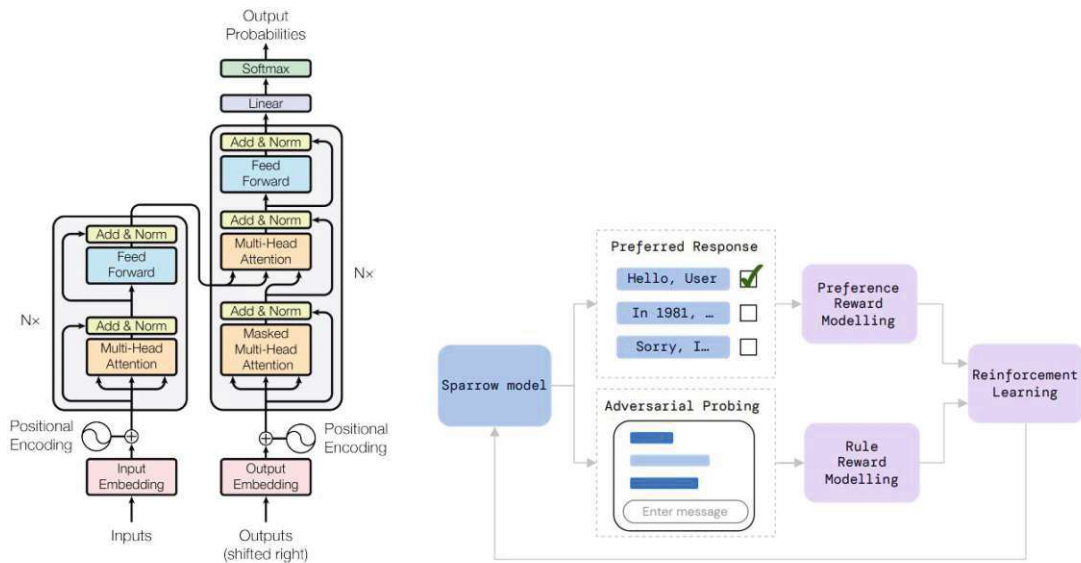 Output
Probabilities
Softmax
Linear
Add & Norm
Feed
Forward
Add & Norm
Multi-Head
Attention
Nx
Add & Norm
Masked
Multi-Head
Attention
Add & Norm
Feed
Forward
Nx
Add & Norm
Multi-Head
Attention
Positional
Encoding
Positional
Encoding
Input
Embedding
Output
Embedding
Inputs
Outputs
(shifted right)
Sparrow model
Preferred Response
Hello, User
In 1981, …
Sorry, I…
Adversarial Probing
Enter message
Preference
Reward
Modelling
Rule
Reward
Modelling
Reinforcement
Learning